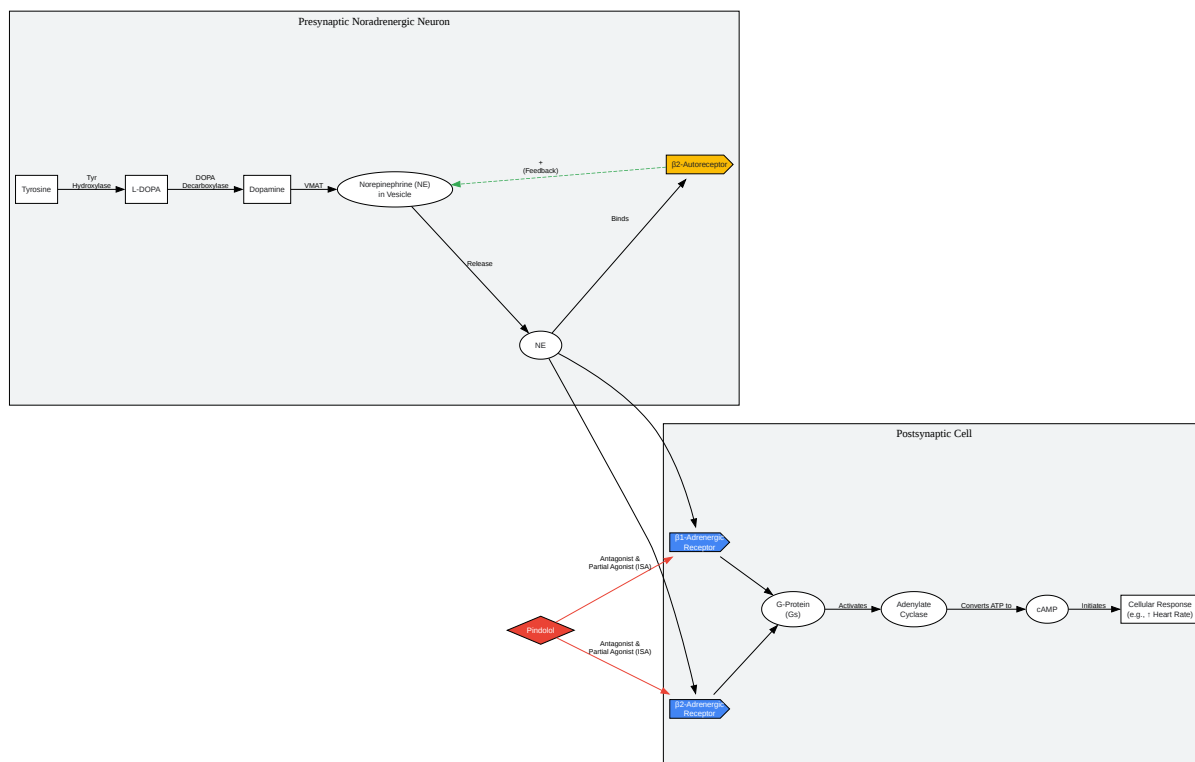 Presynaptic Noradrenergic Neuron
Tyrosine
Tyr
Hydroxylase
L-DOPA
DOPA
Decarboxylase
Dopamine
VMAT
Norepinephrine (NE)
in Vesicle
+
(Feedback)
β2-Autoreceptor
Binds
Release
NE
Postsynaptic Cell
β1-Adrenergic
Receptor
Antagonist &
Partial Agonist (ISA)
Pindolol
Antagonist &
Partial Agonist (ISA)
β2-Adrenergic
Receptor
G-Protein
(Gs)
Activates
Adenylate
Cyclase
Converts ATP to
cAMP
Initiates
Cellular Response
(e.g., ↑ Heart Rate)